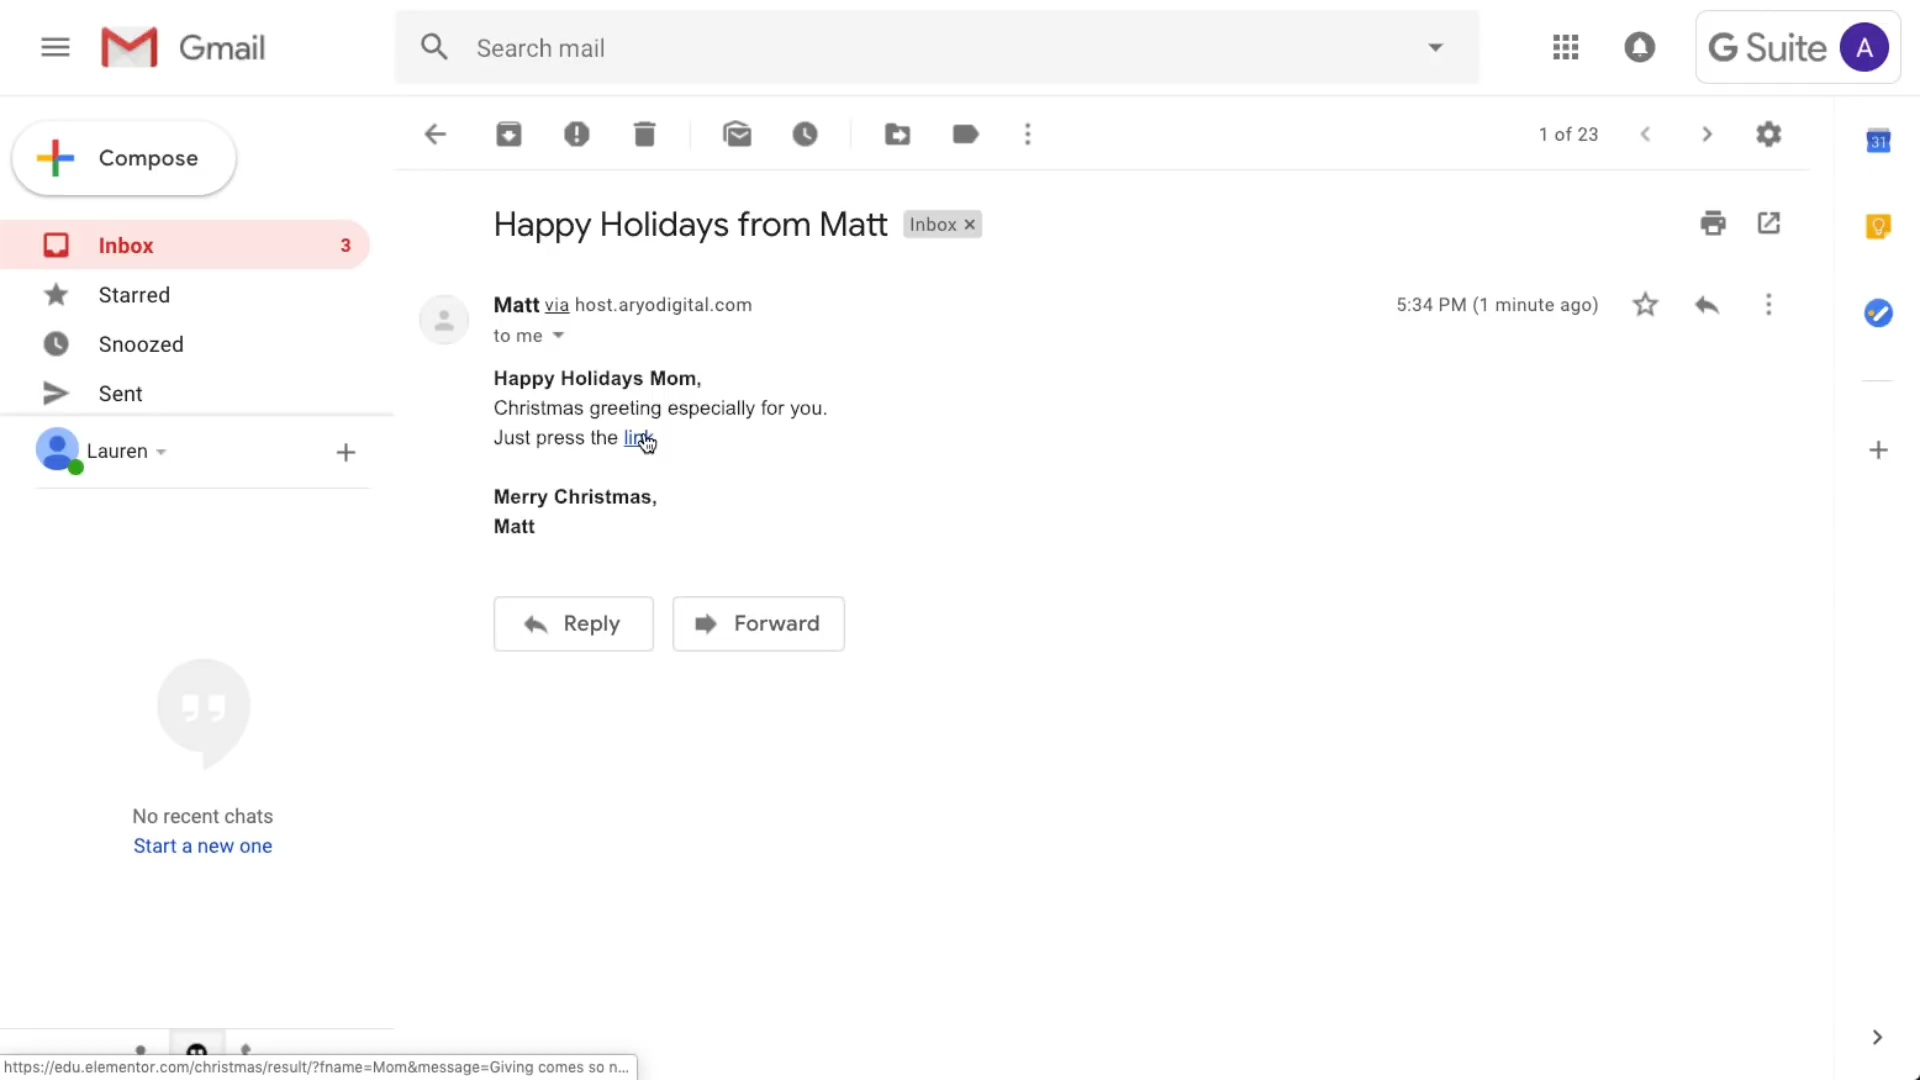 Gmail
Search mail
G Suite
A
Compose
1 of 23
31
Inbox 3
Starred
Snoozed
Sent
Lauren
Happy Holidays from Matt
Inbox ×
Matt via host.aryodigital.com
5:34 PM (1 minute ago)
to me
Happy Holidays Mom,
Christmas greeting especially for you.
Just press the link
Merry Christmas,
Matt
Reply
Forward
No recent chats
Start a new one
https://edu.elementor.com/christmas/result/?fname=Mom&message=Giving comes so n...